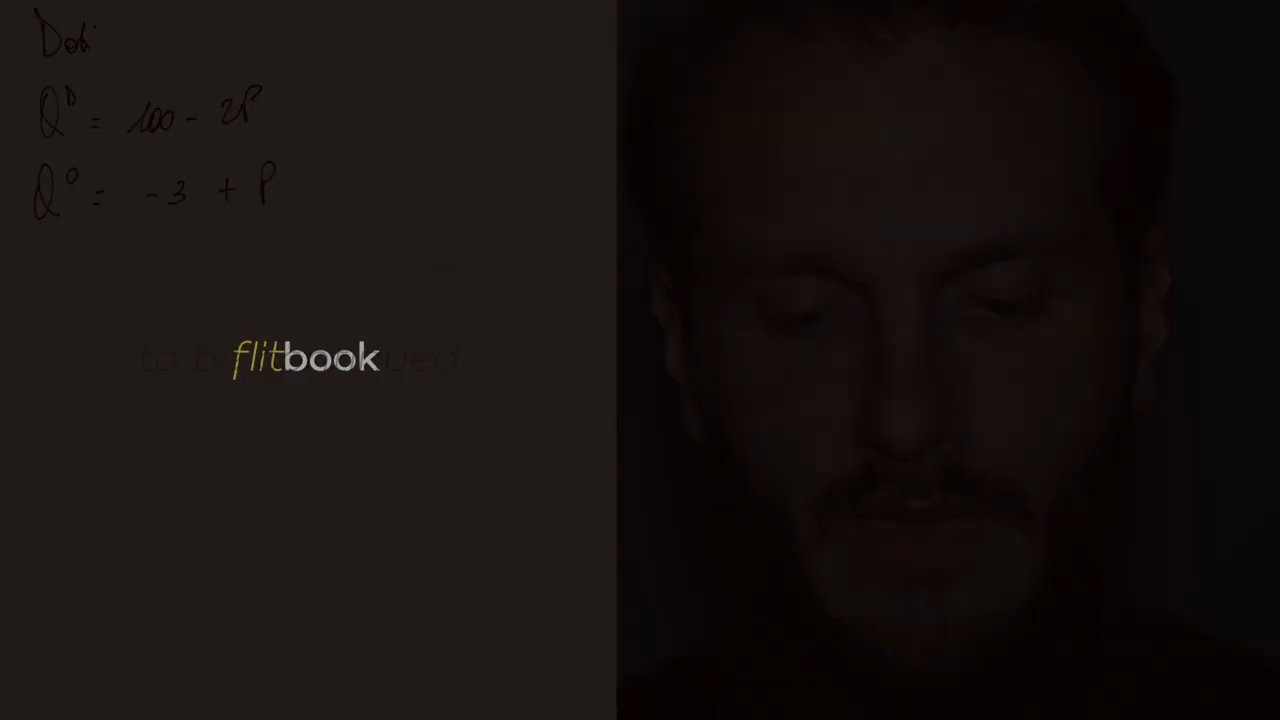 Dati
Q^D = 100 - 2P
Q^O = -3 + P
flitbook